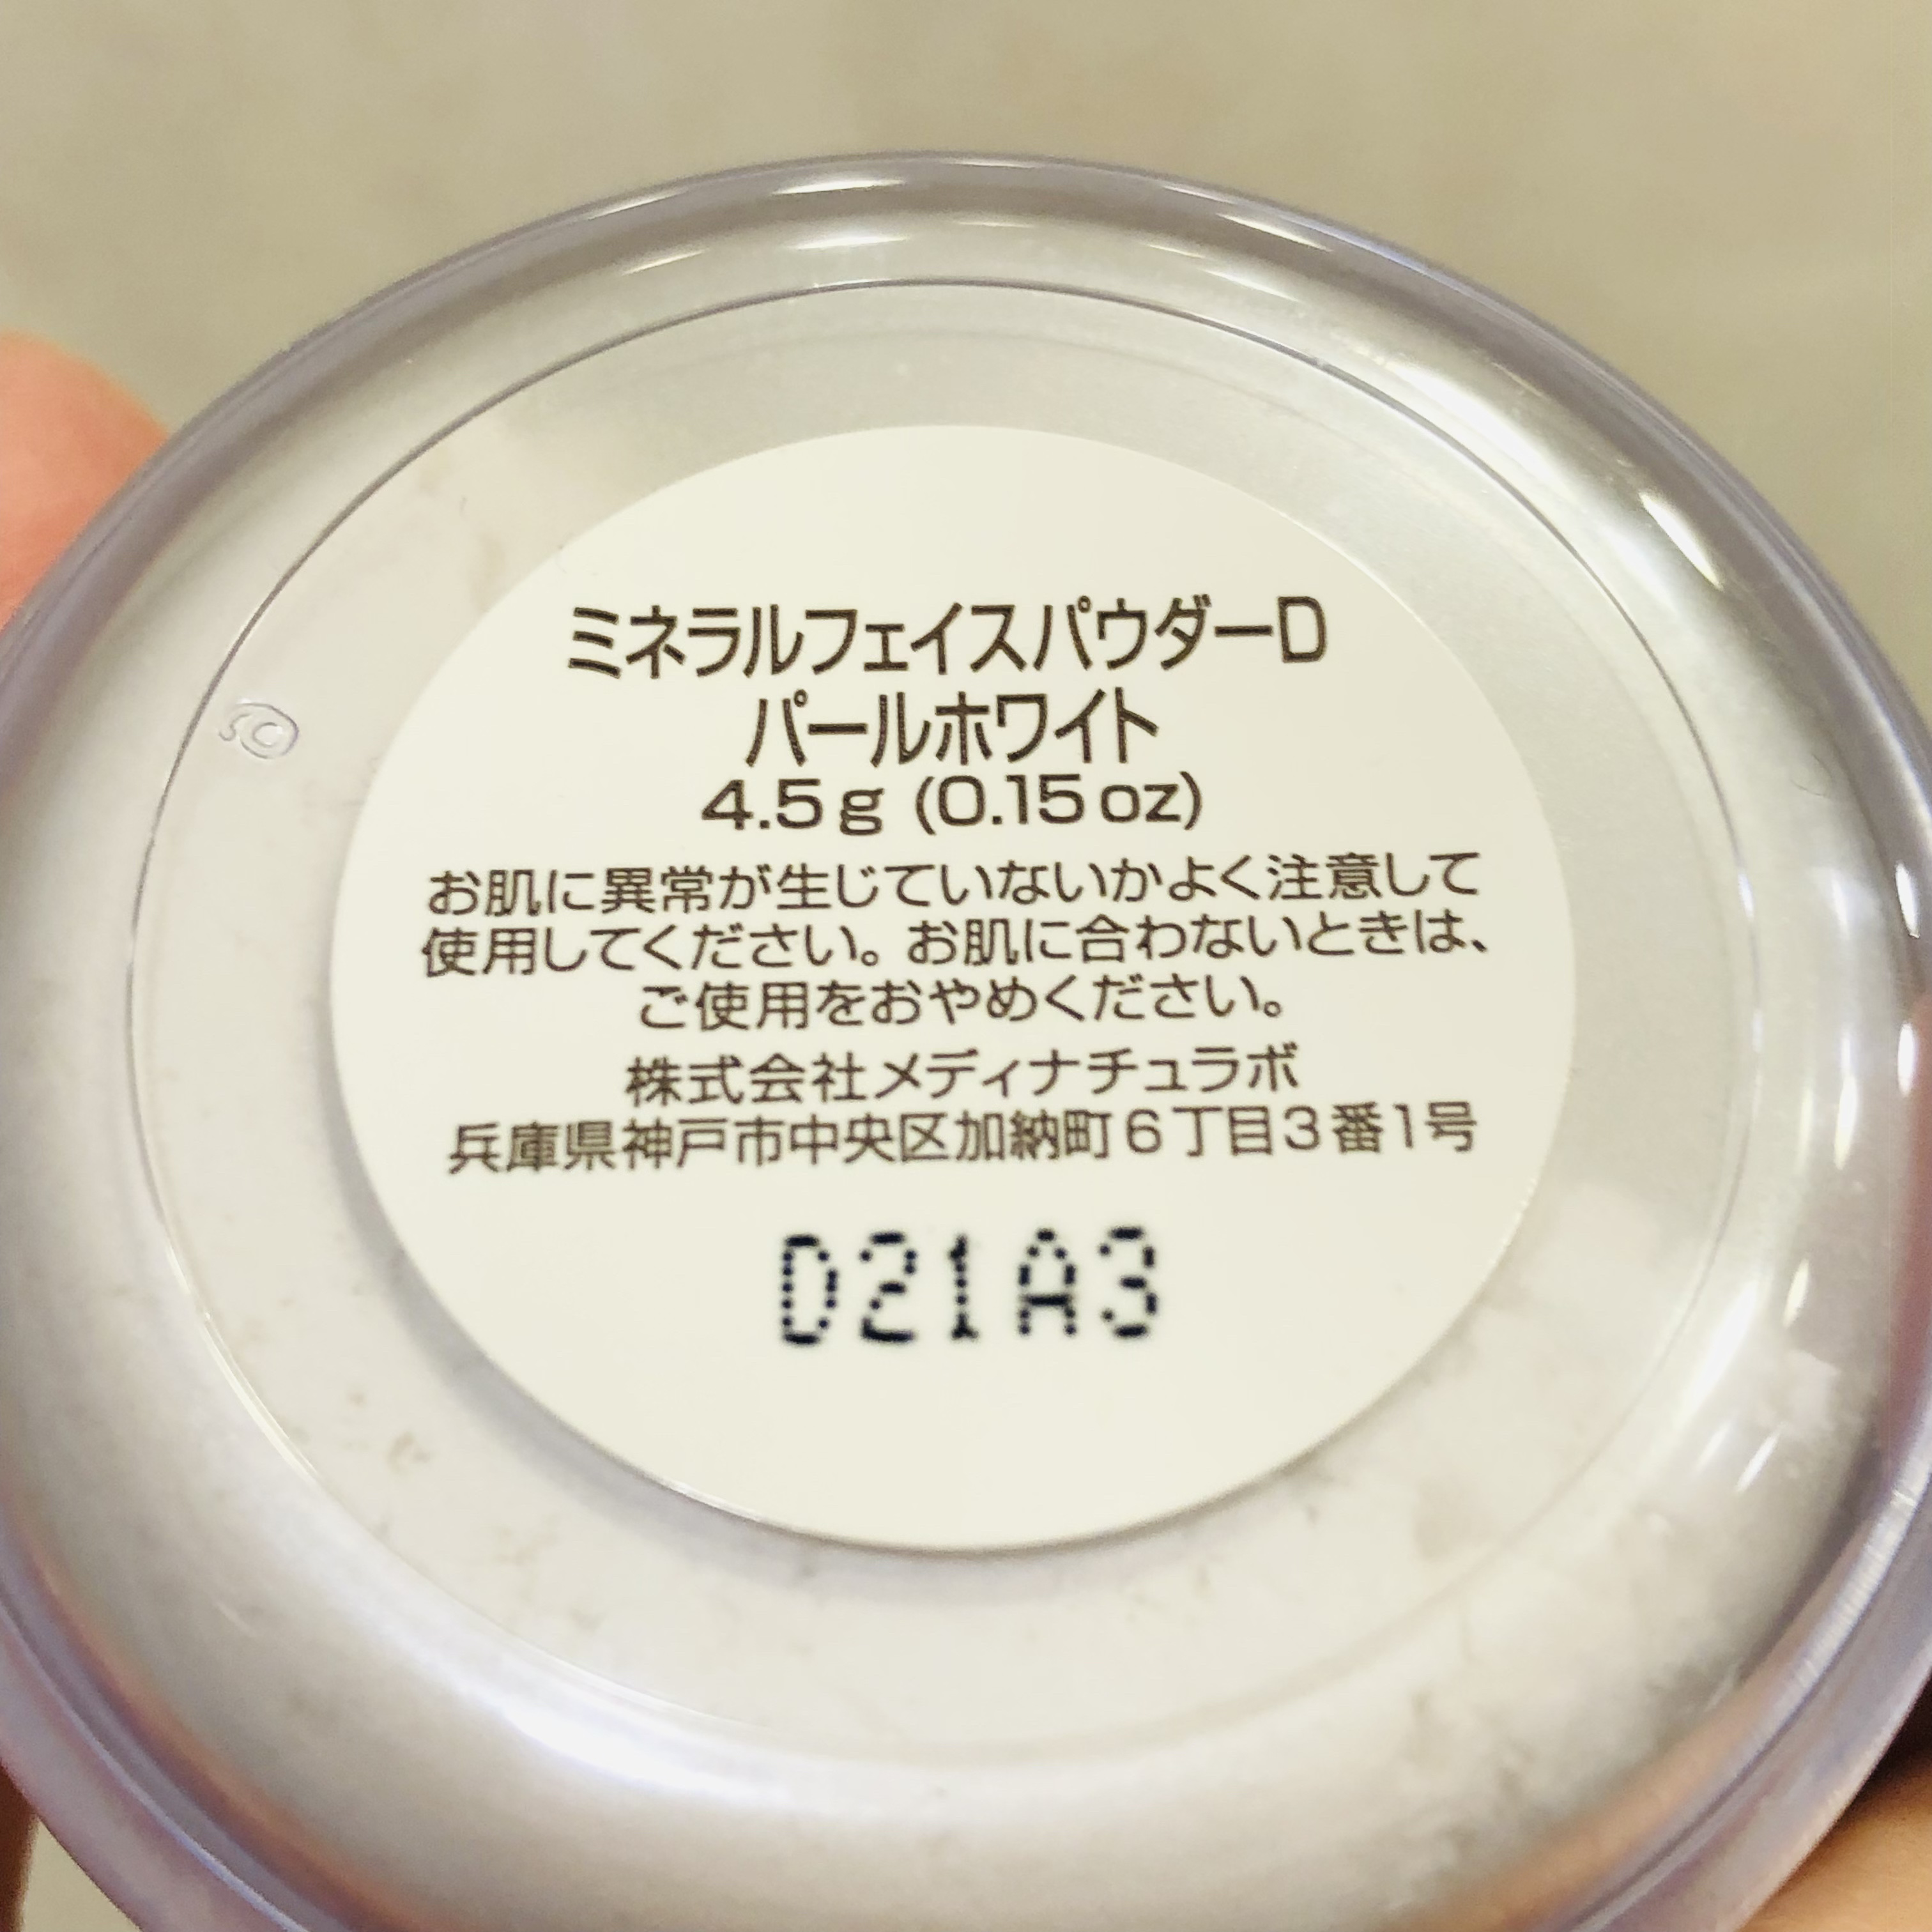 ミネラルフェイスパウダーD
パールホワイト
4.5g (0.15oz)
お肌に異常が生じていないかよく注意して
使用してください。お肌に合わないときは、
ご使用をおやめください。
株式会社メディナチュラボ
兵庫県神戸市中央区加納町6丁目3番1号
D21A3